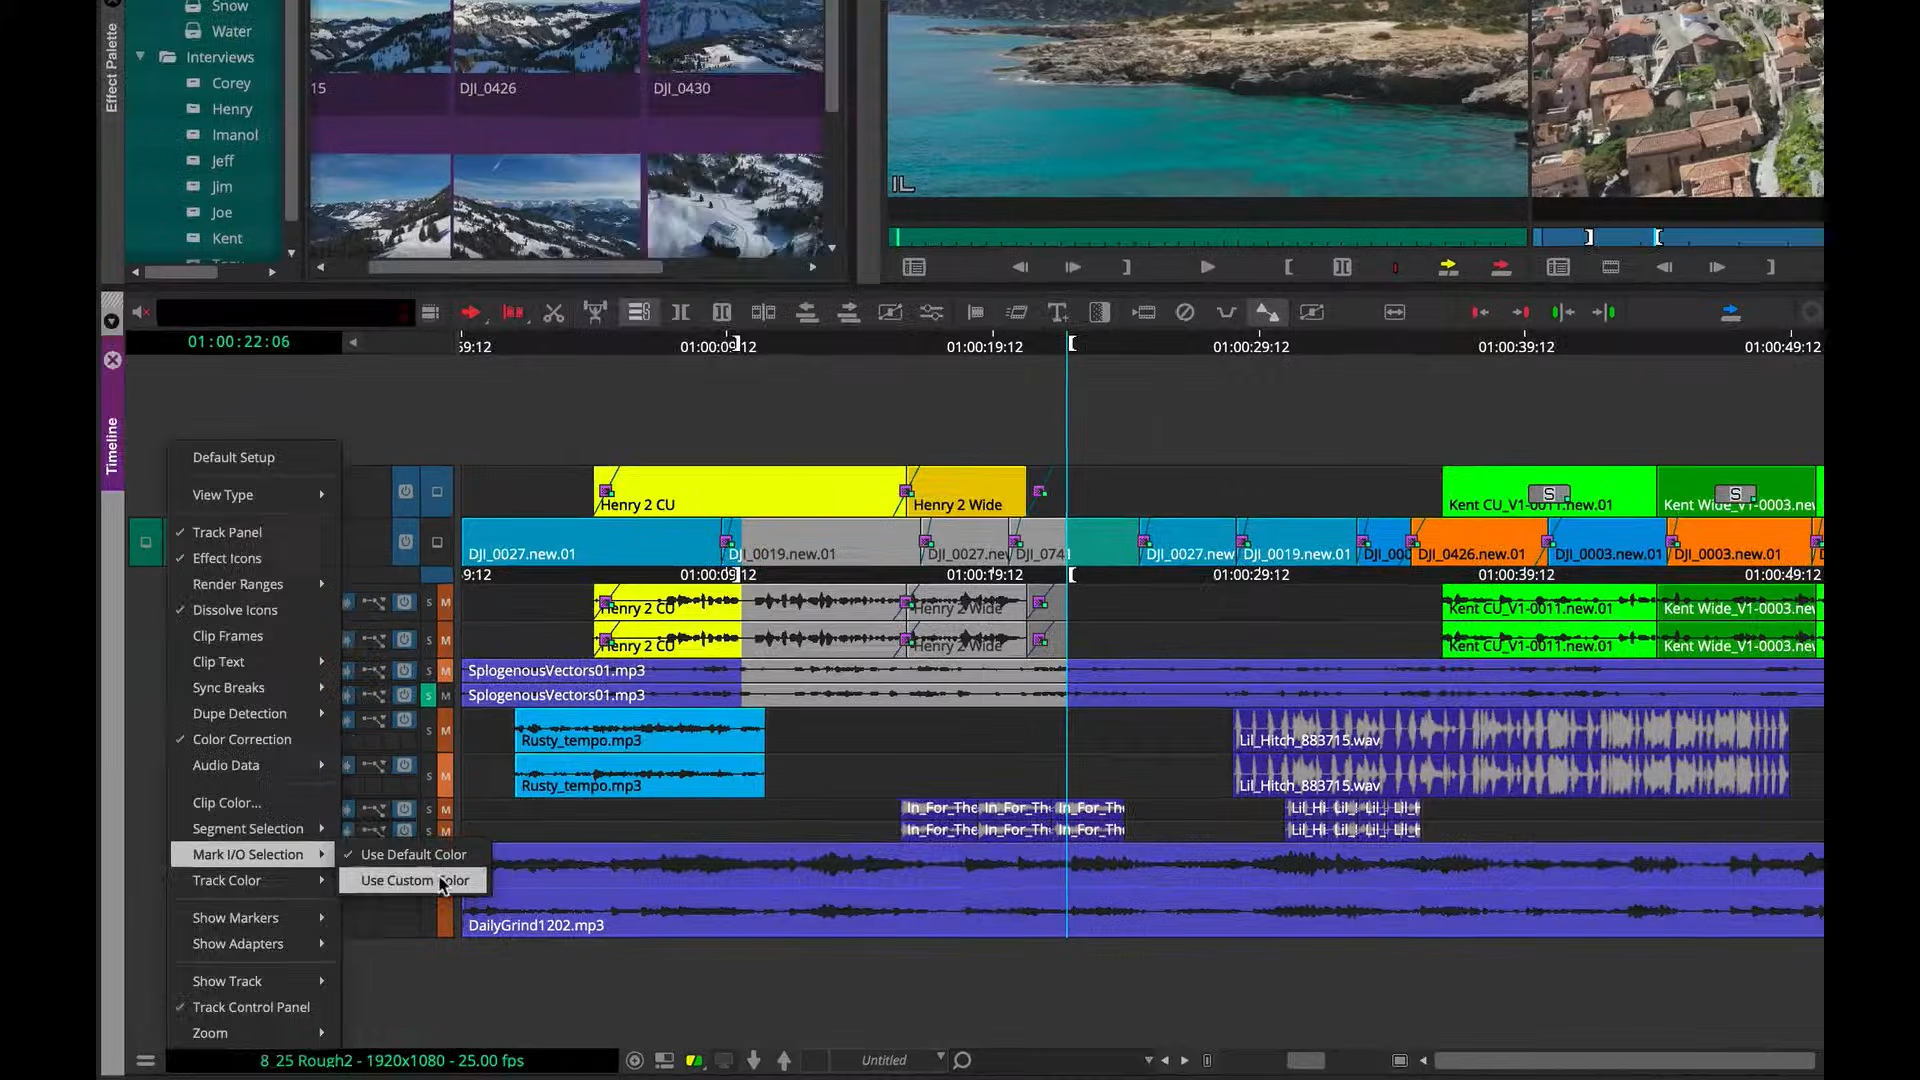 Effect Palette
Snow
Water
Interviews
Corey
Henry
Imanol
Jeff
Jim
Joe
Kent
15
DJI_0426
DJI_0430
01:00:22:06
59:12
01:00:09:12
01:00:19:12
01:00:29:12
01:00:39:12
01:00:49:12
Timeline
Default Setup
View Type
Track Panel
Effect Icons
Render Ranges
Dissolve Icons
Clip Frames
Clip Text
Sync Breaks
Dupe Detection
Color Correction
Audio Data
Clip Color...
Segment Selection
Mark I/O Selection
Track Color
Show Markers
Show Adapters
Show Track
Track Control Panel
Zoom
Use Default Color
Use Custom Color
Henry 2 CU
Henry 2 Wide
Kent CU_V1-0011.new.01
S
Kent Wide_V1-0003.new
S
DJI_0027.new.01
DJI_0019.new.01
DJI_0027.new
DJI_074
DJI_0027.new
DJI_0019.new.01
DJI_000
DJI_0426.new.01
DJI_0003.new.01
DJI_0003.new.01
9:12
01:00:09:12
01:00:19:12
01:00:29:12
01:00:39:12
01:00:49:12
S M
Henry 2 CU
Henry 2 Wide
Kent CU_V1-0011.new.01
Kent Wide_V1-0003.new
S M
Henry 2 CU
Henry 2 Wide
Kent CU_V1-0011.new.01
Kent Wide_V1-0003.new
S M
SplogenousVectors01.mp3
S M
SplogenousVectors01.mp3
S M
Rusty_tempo.mp3
Lil_Hitch_883715.wav
S M
Rusty_tempo.mp3
Lil_Hitch_883715.wav
S M
In_For_The
In_For_Th
In_For_Th
Lil_Hi
Lil_
Lil_
Lil_H
S M
In_For_The
In_For_Th
In_For_Th
Lil_Hi
Lil_
Lil_
Lil_H
DailyGrind1202.mp3
8_25 Rough2 - 1920x1080 - 25.00 fps
Untitled